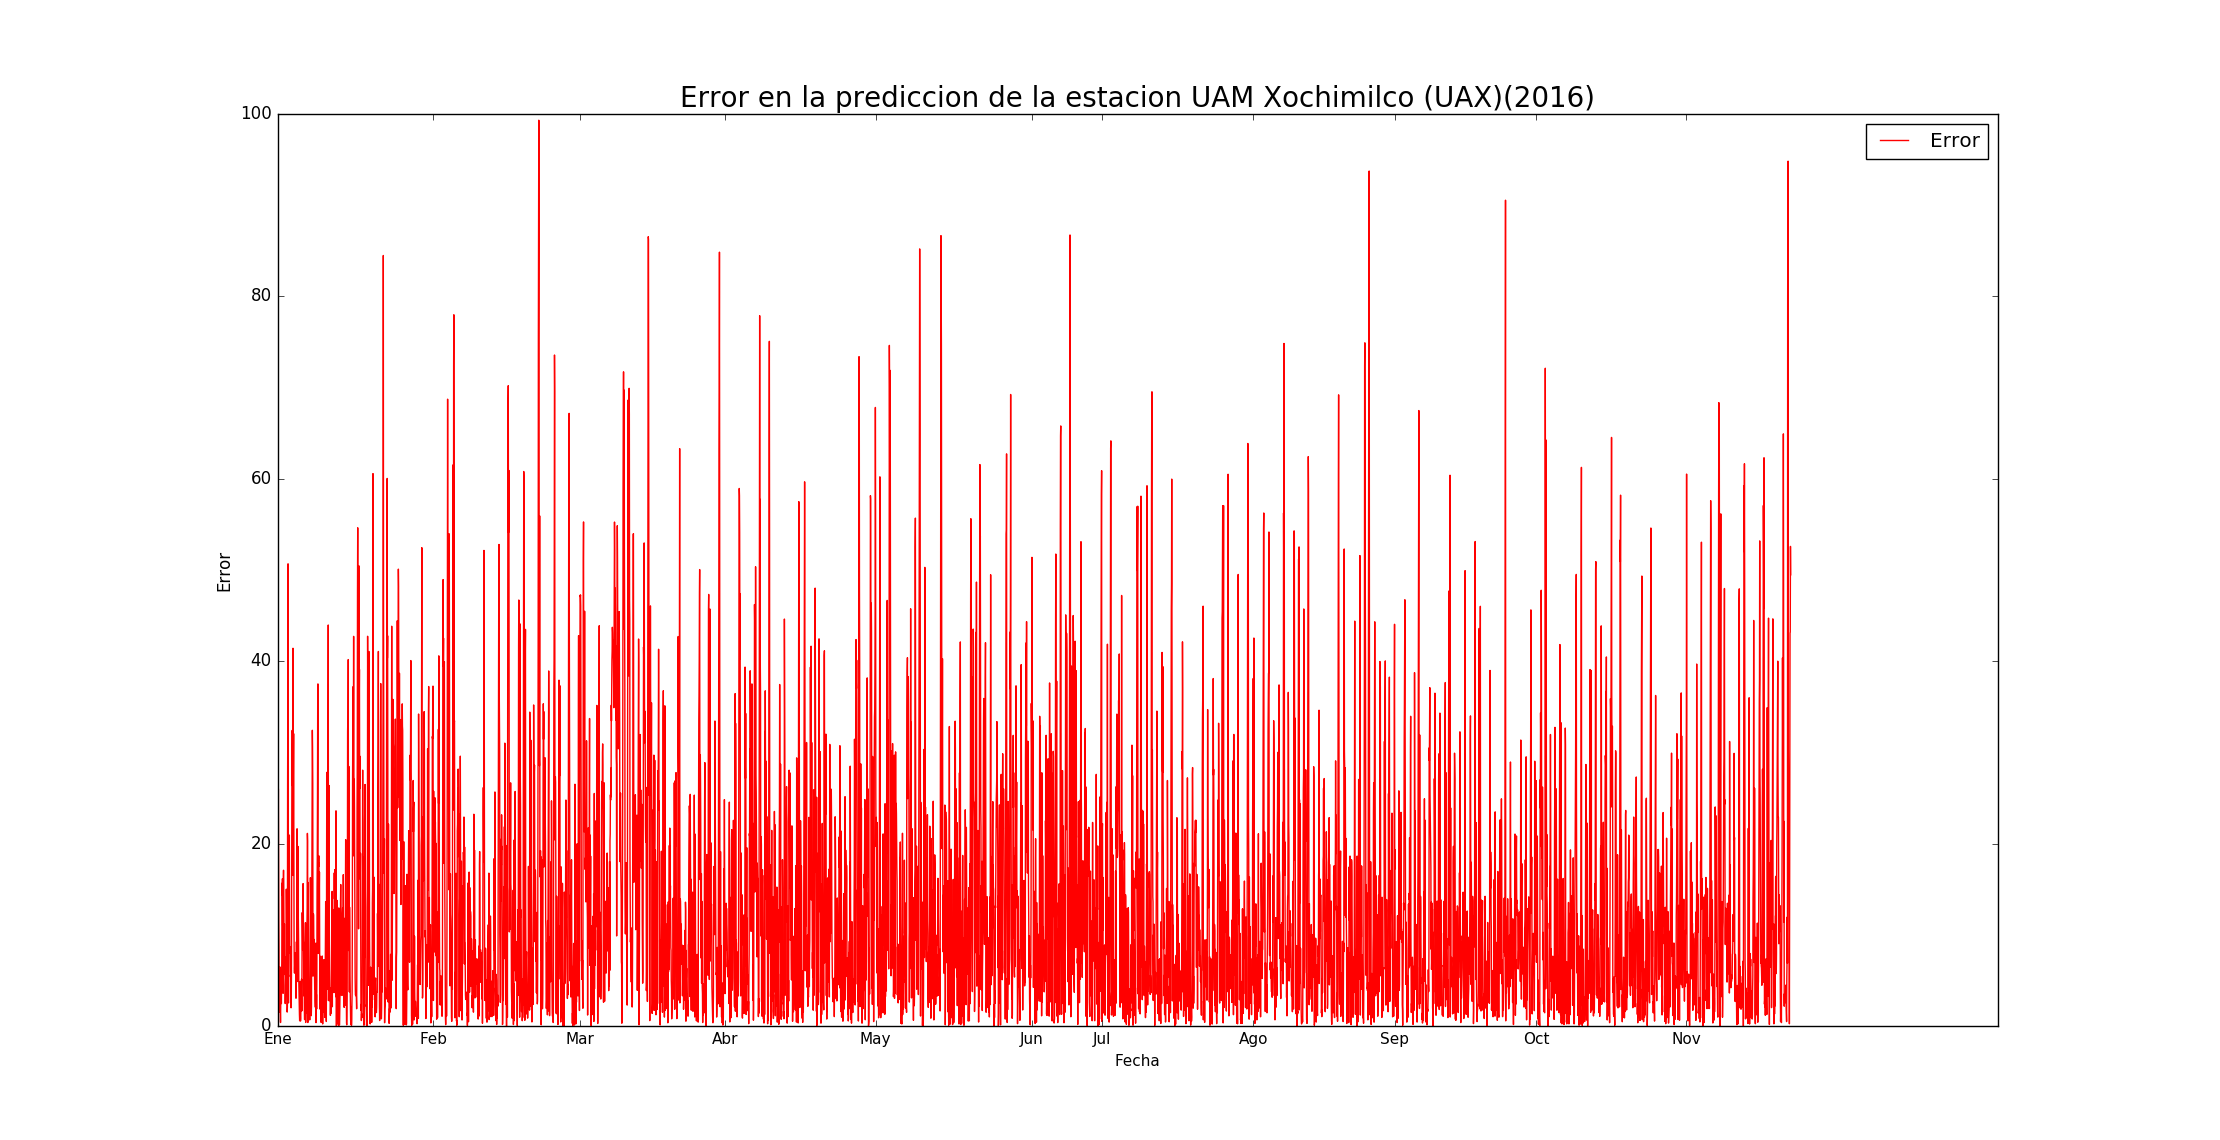 Error en la prediccion de la estacion UAM Xochimilco (UAX)(2016)
100
80
60
40
20
0
Error
Error
Ene Feb Mar Abr May Jun Jul Ago Sep Oct Nov
Fecha